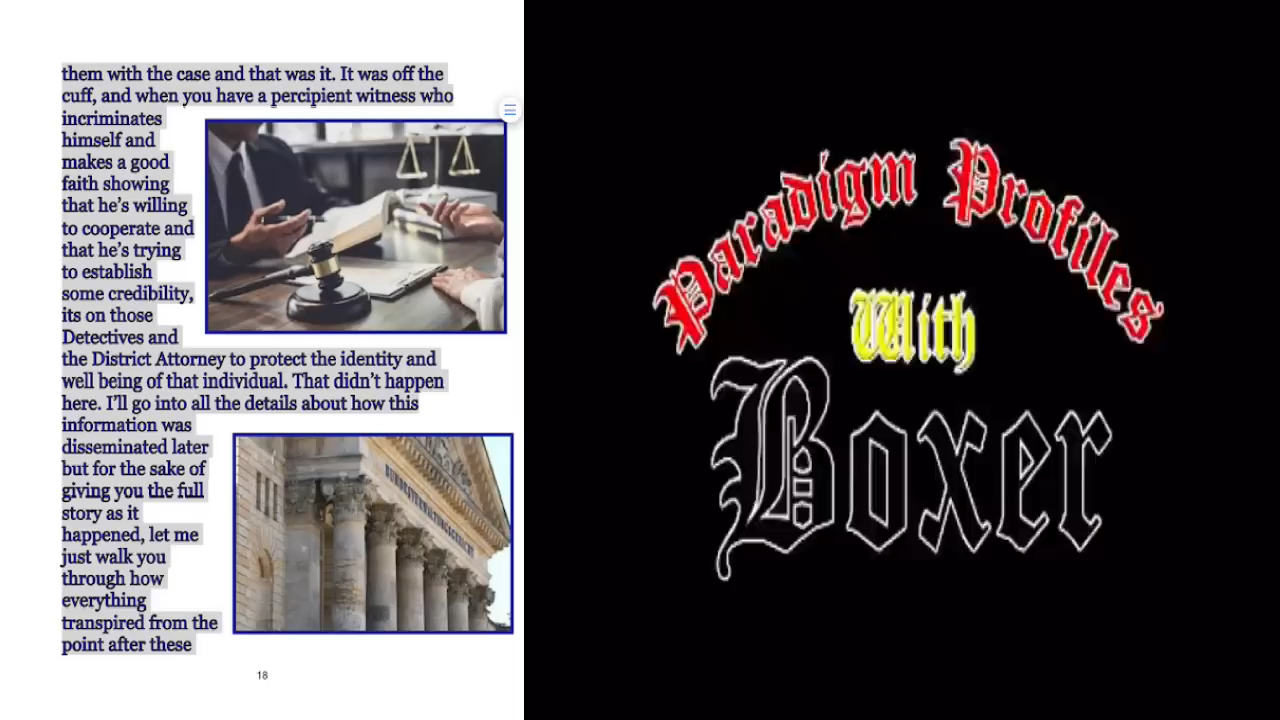 them with the case and that was it. It was off the
cuff, and when you have a percipient witness who
incriminates
himself and
makes a good
faith showing
that he's willing
to cooperate and
that he's trying
to establish
some credibility,
its on those
Detectives and
the District Attorney to protect the identity and
well being of that individual. That didn't happen
here. I'll go into all the details about how this
information was
disseminated later
but for the sake of
giving you the full
story as it
happened, let me
just walk you
through how
everything
transpired from the
point after these
BUNDESVERWALTUNGSGERICHT
18
Paradigm Profiles
With
Boxer